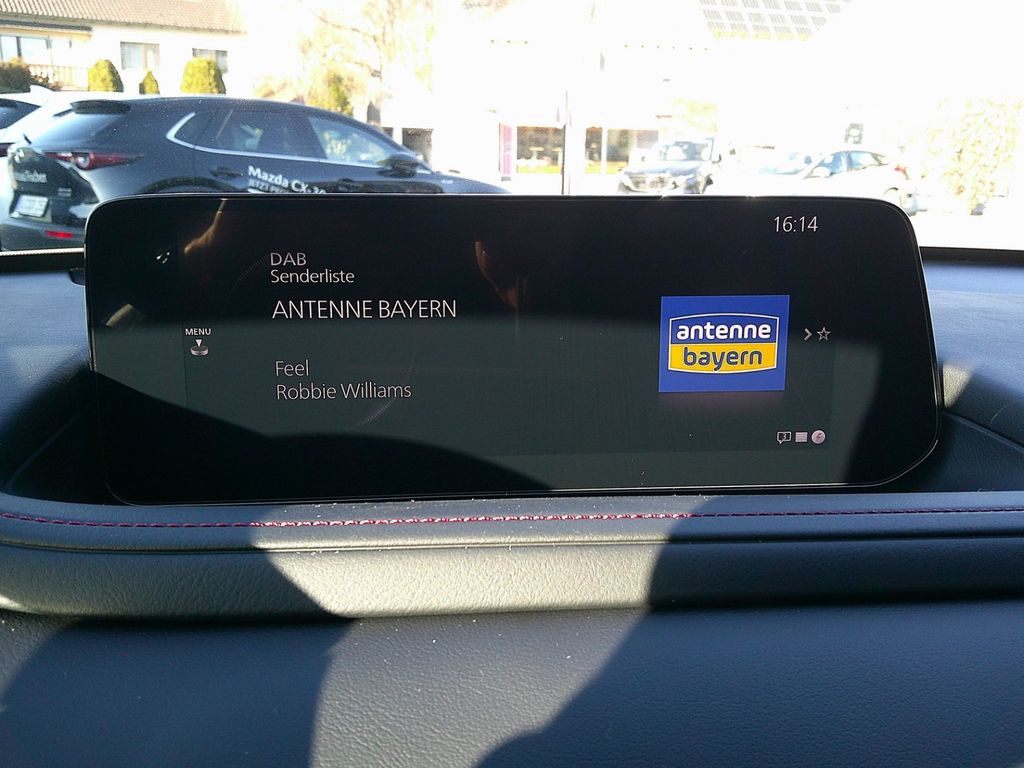 Mazda CX-30
16:14
DAB
Senderliste
ANTENNE BAYERN
MENU
antenne
bayern
Feel
Robbie Williams